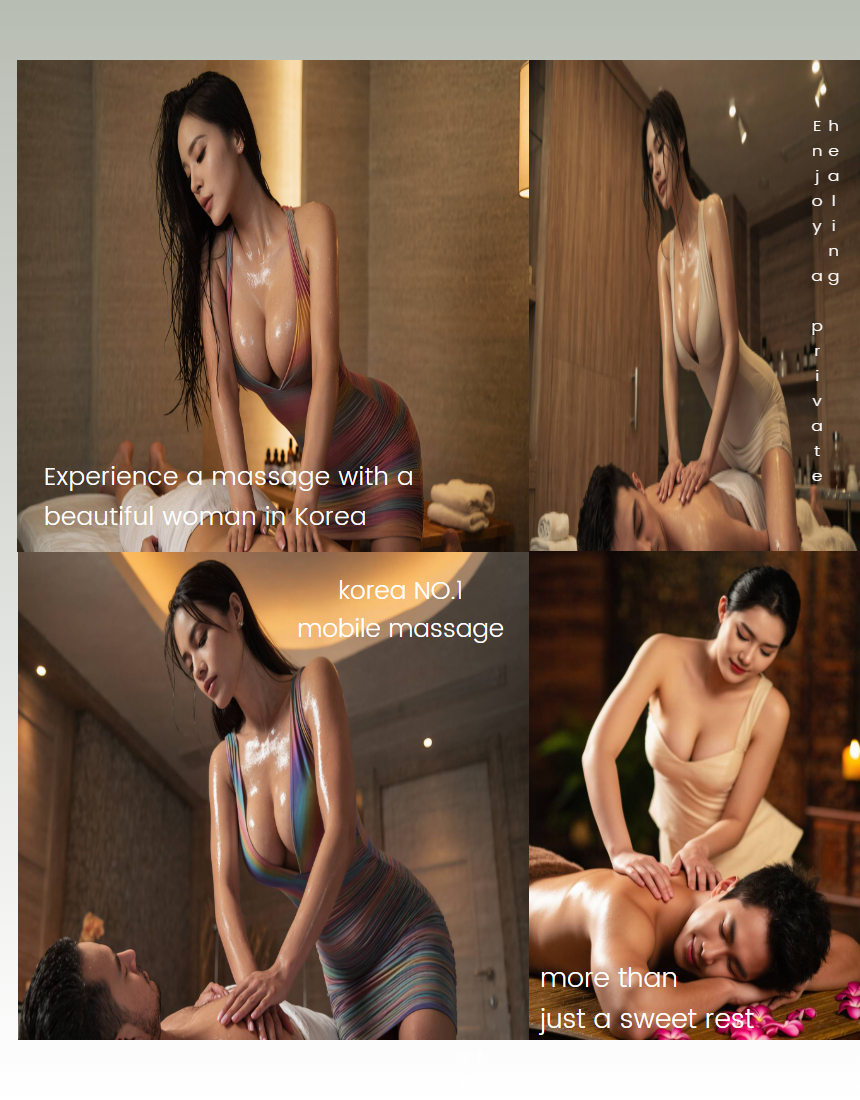 Enjoy a private
healing
Experience a massage with a
beautiful woman in Korea
korea NO.1
mobile massage
more than
just a sweet rest